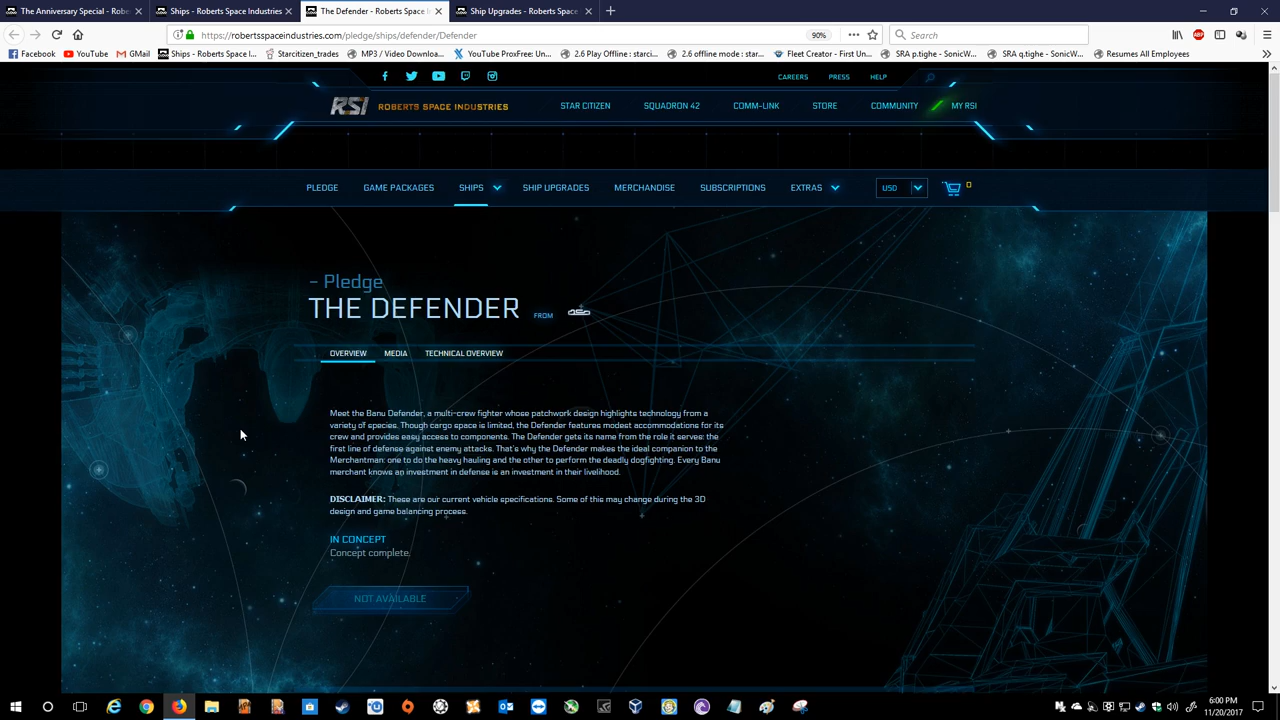 The Anniversary Special - Rober
Ships - Roberts Space Industries
The Defender - Roberts Space I
Ship Upgrades - Roberts Space
https://robertsspaceindustries.com/pledge/ships/defender/Defender
90%
Search
Facebook
YouTube
GMail
Ships - Roberts Space I...
Starcitizen_trades
MP3 / Video Downloa...
YouTube ProxFree: Un...
2.6 Play Offline : starci...
2.6 offline mode : star...
Fleet Creator - First Un...
SRA p.tighe - SonicW...
SRA q.tighe - SonicW...
Resumes All Employees
CAREERS
PRESS
HELP
RSI
ROBERTS SPACE INDUSTRIES
STAR CITIZEN
SQUADRON 42
COMM-LINK
STORE
COMMUNITY
MY RSI
PLEDGE
GAME PACKAGES
SHIPS
SHIP UPGRADES
MERCHANDISE
SUBSCRIPTIONS
EXTRAS
USD
0
- Pledge
THE DEFENDER
FROM
OVERVIEW
MEDIA
TECHNICAL OVERVIEW
Meet the Banu Defender, a multi-crew fighter whose patchwork design highlights technology from a
variety of species. Though cargo space is limited, the Defender features modest accommodations for its
crew and provides easy access to components. The Defender gets its name from the role it serves: the
first line of defense against enemy attacks. That's why the Defender makes the ideal companion to the
Merchantman: one to do the heavy hauling and the other to perform the deadly dogfighting. Every Banu
merchant knows an investment in defense is an investment in their livelihood.
DISCLAIMER: These are our current vehicle specifications. Some of this may change during the 3D
design and game balancing process.
IN CONCEPT
Concept complete.
NOT AVAILABLE
6:00 PM
11/20/2017